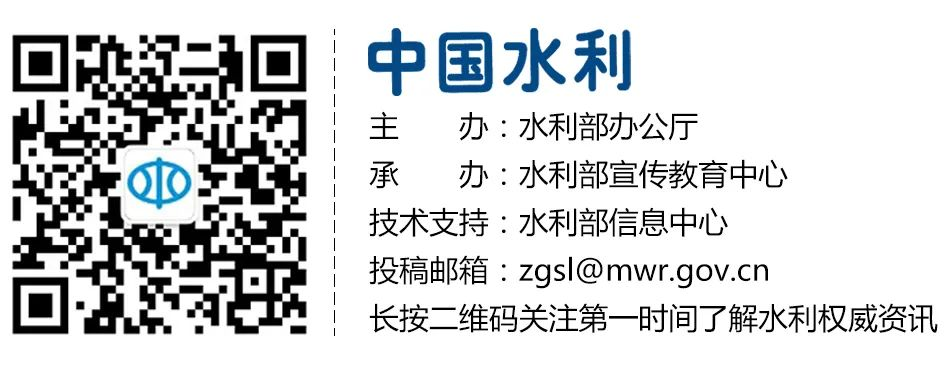 中国水利
主 办：水利部办公厅
承 办：水利部宣传教育中心
技术支持：水利部信息中心
投稿邮箱：zgsl@mwr.gov.cn
长按二维码关注第一时间了解水利权威资讯